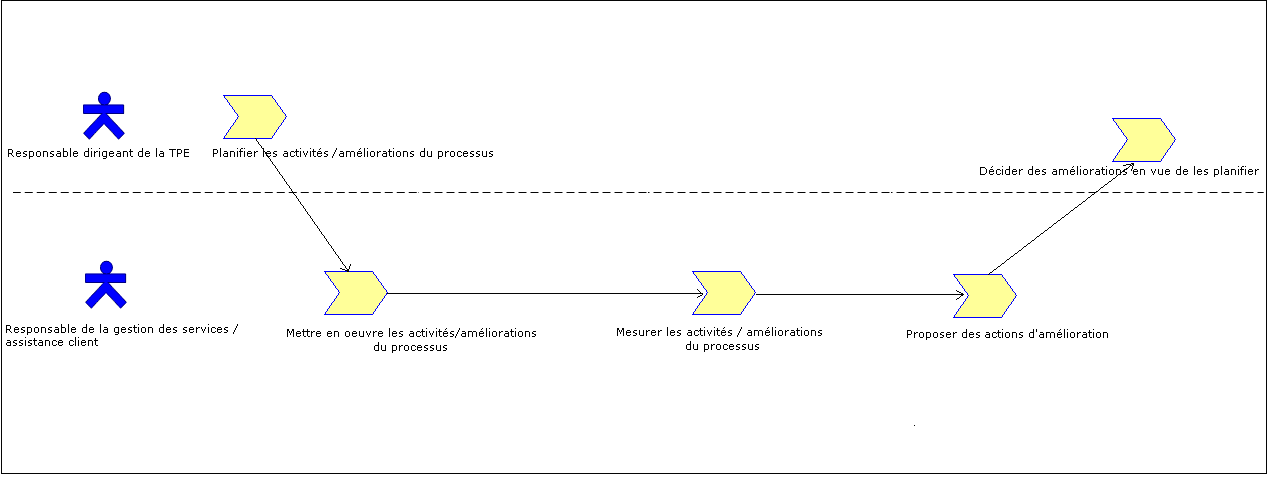 Responsable dirigeant de la TPE
Planifier les activités /améliorations du processus
Décider des améliorations en vue de les planifier
Responsable de la gestion des services /
assistance client
Mettre en oeuvre les activités/améliorations
du processus
Mesurer les activités / améliorations
du processus
Proposer des actions d'amélioration